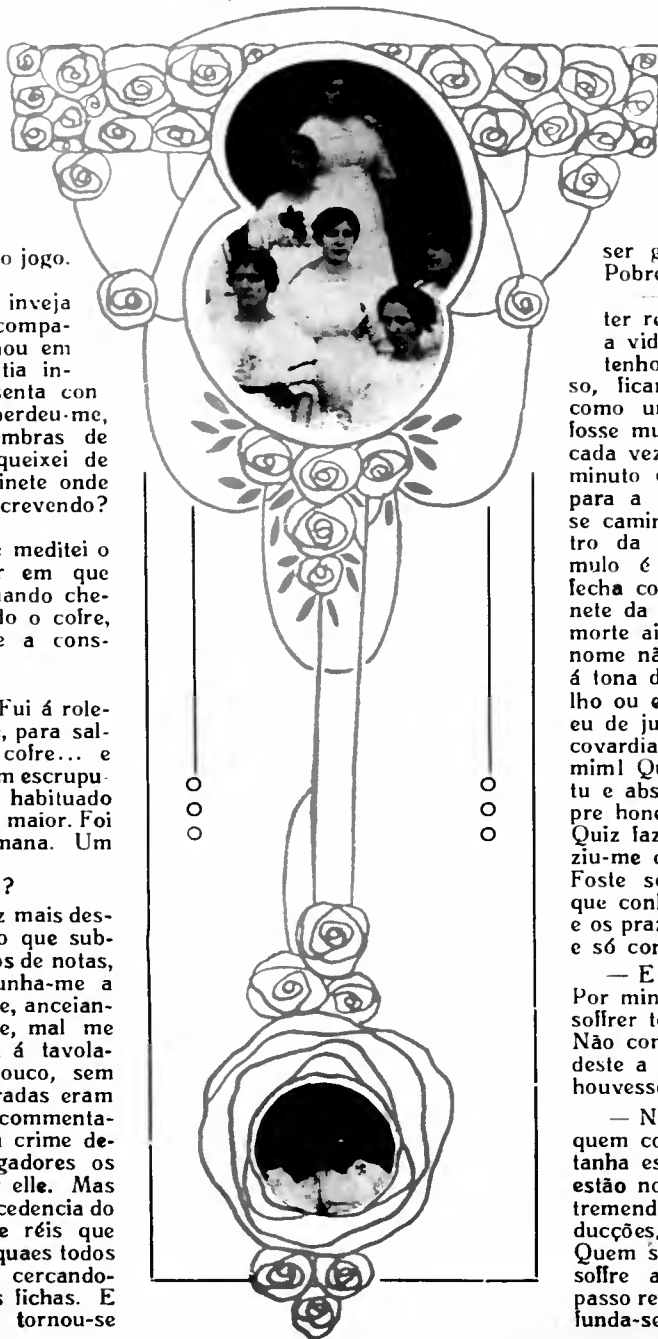 o jogo.
inveja
compa-
nou em
tia in-
senta con
perdeu-me,
mbras de
queixei de
inete onde
crevendo?
e meditei o
r em que
ando che-
do o cofre,
e a cons-
Fui á role-
, para sal-
cofre... e
m escrupu-
habituado
maior. Foi
mana. Um
?
z mais des-
o que sub-
os de notas,
unha-me a
e, anceian-
e, mal me
á tavola-
ouco, sem
radas eram
commenta-
crime de-
gadores os
elle. Mas
cedencia do
e réis que
quaes todos
cercando-
s fichas. E
tornou-se
ser g
Pobre
ter re
a vid
tenho
so, ficar
como um
fosse mu
cada vez
minuto
para a
se camin
tro da
mulo é
fecha co
nete da
morte ai
nome nã
á tona d
lho ou e
eu de ju
covardia
mim! Qu
tu e abs
pre hone
Quiz faz
ziu-me
Foste se
que conh
e os praz
e só cor
— E
Por min
soffrer t
Não con
deste a
houvess
— N
quem co
tanha es
estão no
tremend
ducções,
Quem s
soffre a
passo re
funda-se